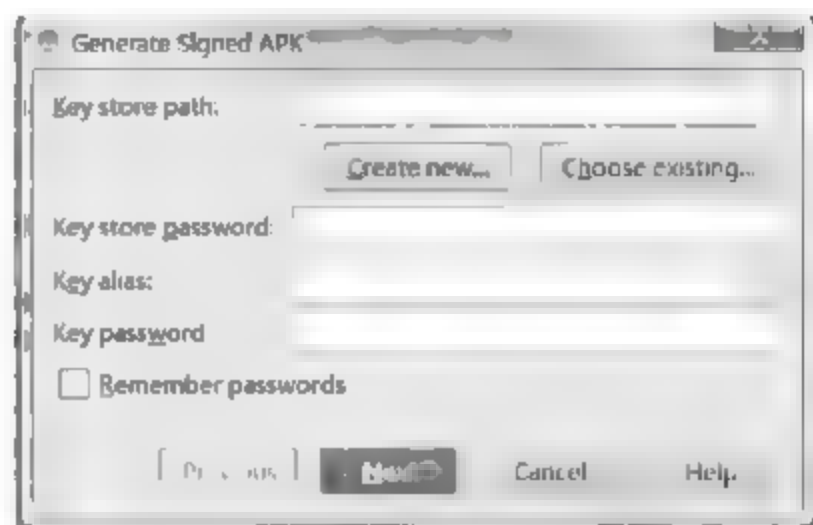 Generate Signed APK
Key store path:
Create new... Choose existing...
Key store password:
Key alias:
Key password
Remember passwords
Next Cancel Help